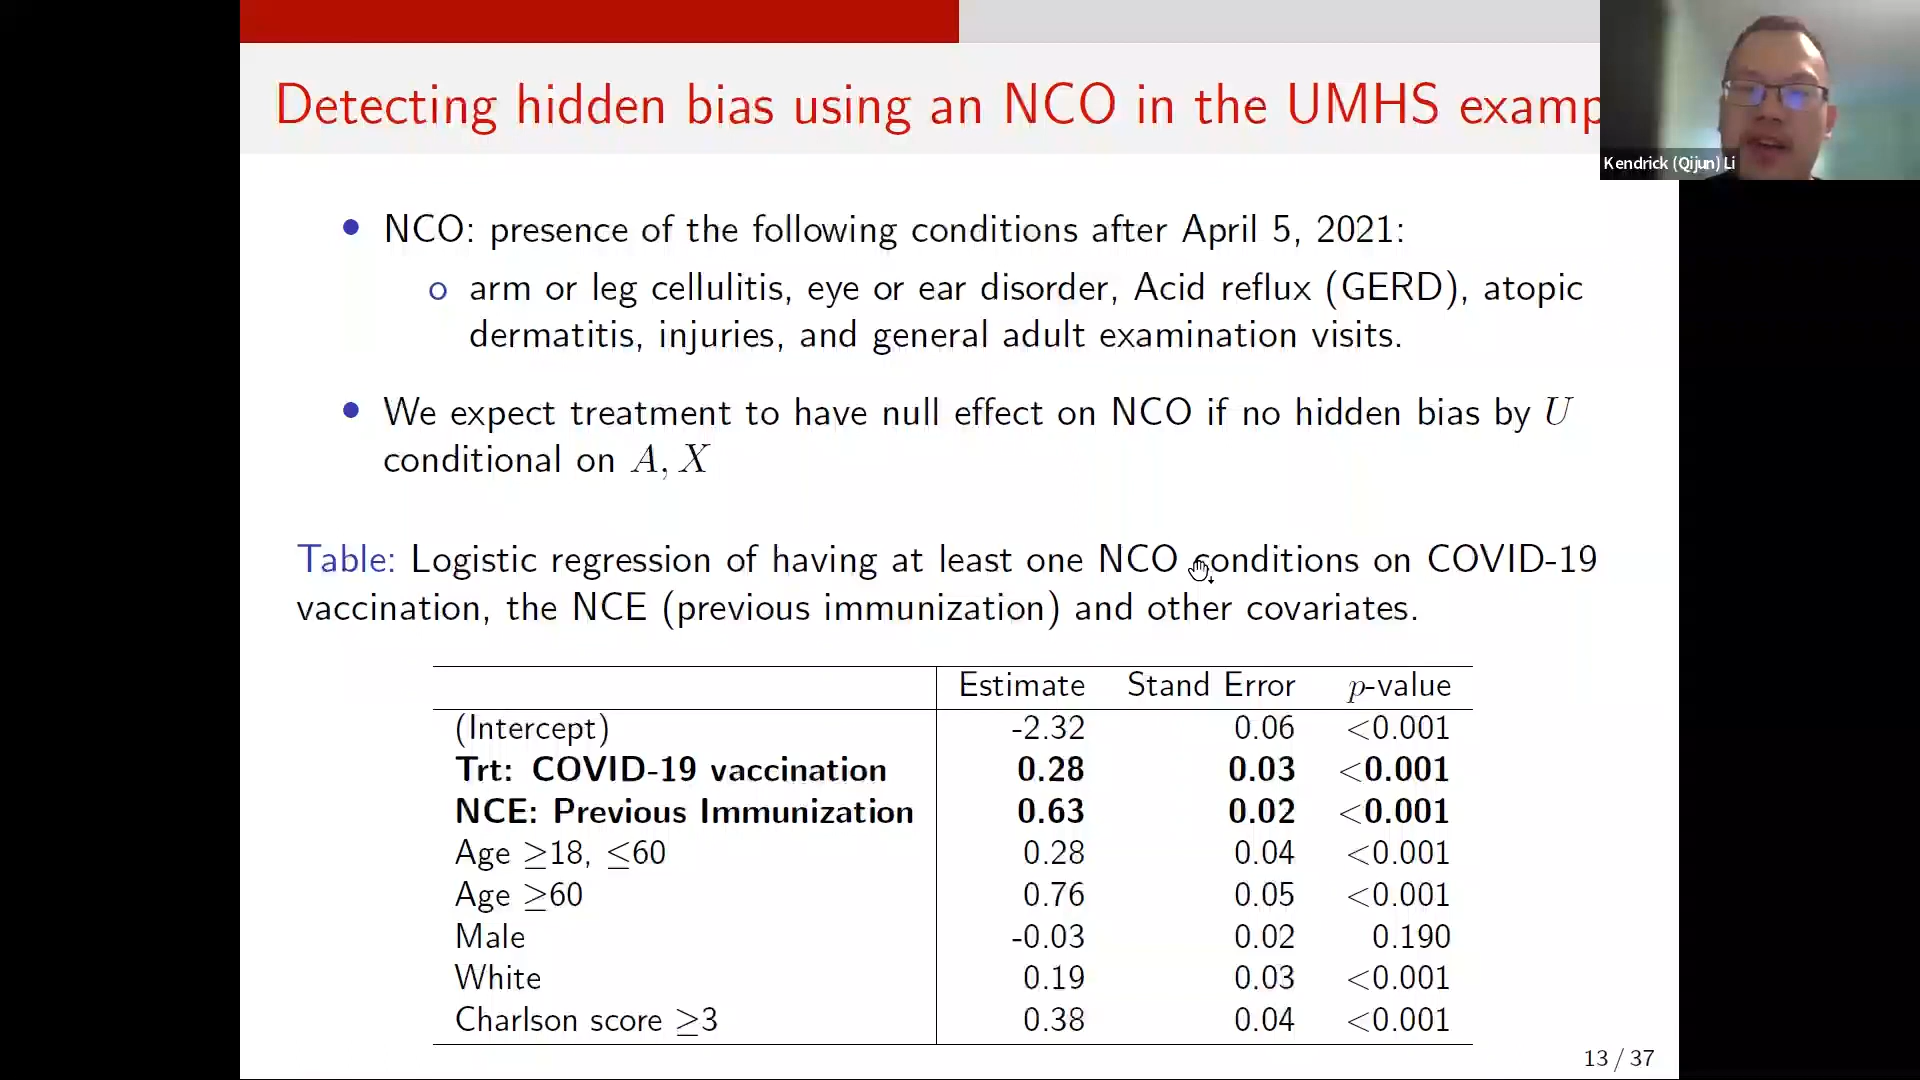 Detecting hidden bias using an NCO in the UMHS examp
Kendrick (Qijun) Li
• NCO: presence of the following conditions after April 5, 2021:
○ arm or leg cellulitis, eye or ear disorder, Acid reflux (GERD), atopic
dermatitis, injuries, and general adult examination visits.
• We expect treatment to have null effect on NCO if no hidden bias by U
conditional on A, X
Table: Logistic regression of having at least one NCO conditions on COVID-19
vaccination, the NCE (previous immunization) and other covariates.
Estimate Stand Error p-value
(Intercept) -2.32 0.06 <0.001
Trt: COVID-19 vaccination 0.28 0.03 <0.001
NCE: Previous Immunization 0.63 0.02 <0.001
Age ≥18, ≤60 0.28 0.04 <0.001
Age ≥60 0.76 0.05 <0.001
Male -0.03 0.02 0.190
White 0.19 0.03 <0.001
Charlson score ≥3 0.38 0.04 <0.001
13 / 37